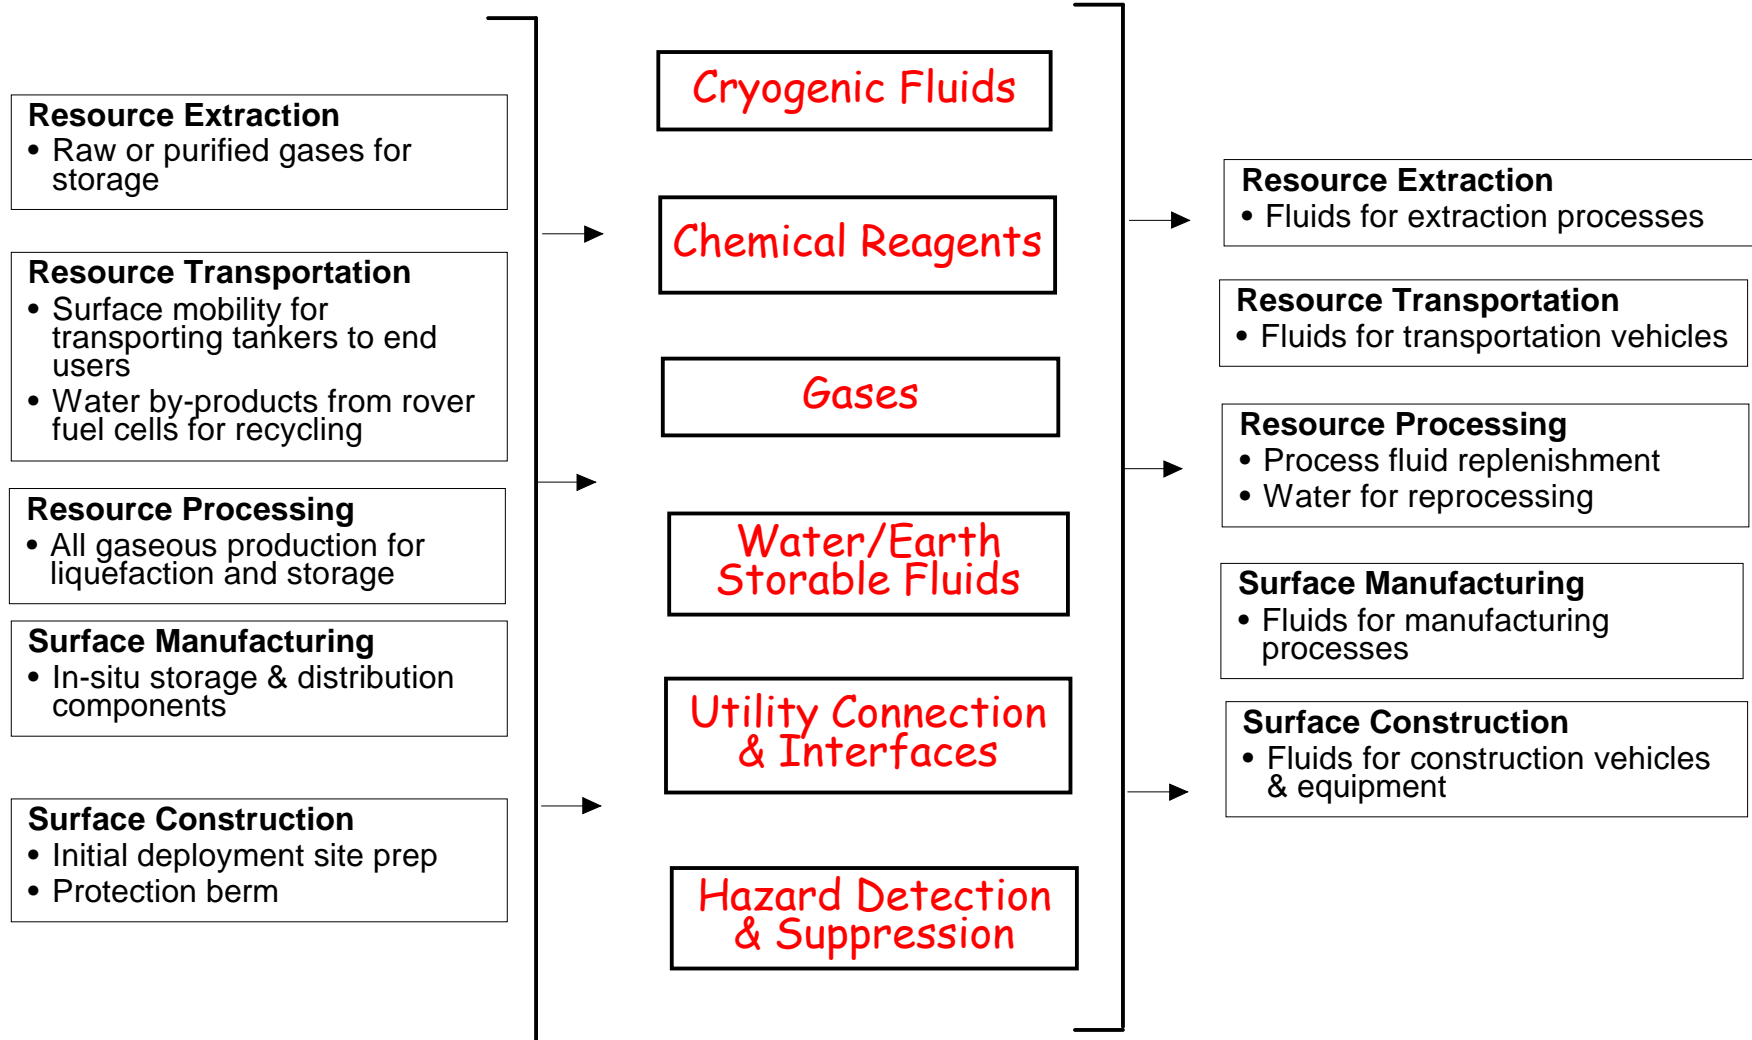 Resource Extraction
• Raw or purified gases for
storage
Resource Transportation
• Surface mobility for
transporting tankers to end
users
• Water by-products from rover
fuel cells for recycling
Resource Processing
• All gaseous production for
liquefaction and storage
Surface Manufacturing
• In-situ storage & distribution
components
Surface Construction
• Initial deployment site prep
• Protection berm
Cryogenic Fluids
Chemical Reagents
Gases
Water/Earth
Storable Fluids
Utility Connection
& Interfaces
Hazard Detection
& Suppression
Resource Extraction
• Fluids for extraction processes
Resource Transportation
• Fluids for transportation vehicles
Resource Processing
• Process fluid replenishment
• Water for reprocessing
Surface Manufacturing
• Fluids for manufacturing
processes
Surface Construction
• Fluids for construction vehicles
& equipment